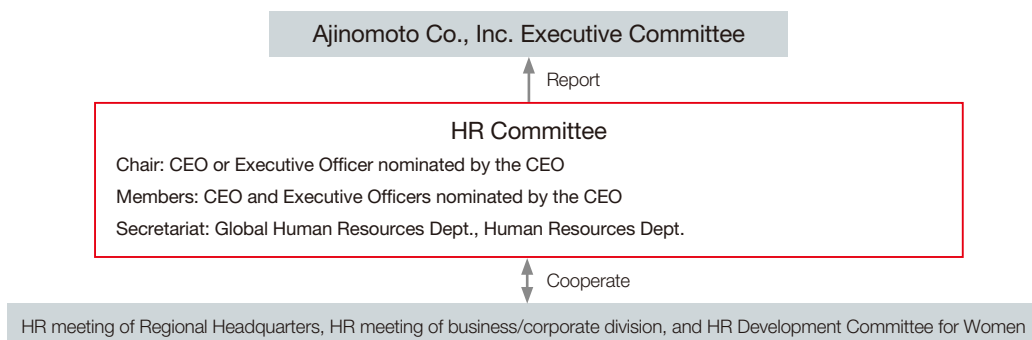 Ajinomoto Co., Inc. Executive Committee
Report
HR Committee
Chair: CEO or Executive Officer nominated by the CEO
Members: CEO and Executive Officers nominated by the CEO
Secretariat: Global Human Resources Dept., Human Resources Dept.
Cooperate
HR meeting of Regional Headquarters, HR meeting of business/corporate division, and HR Development Committee for Women